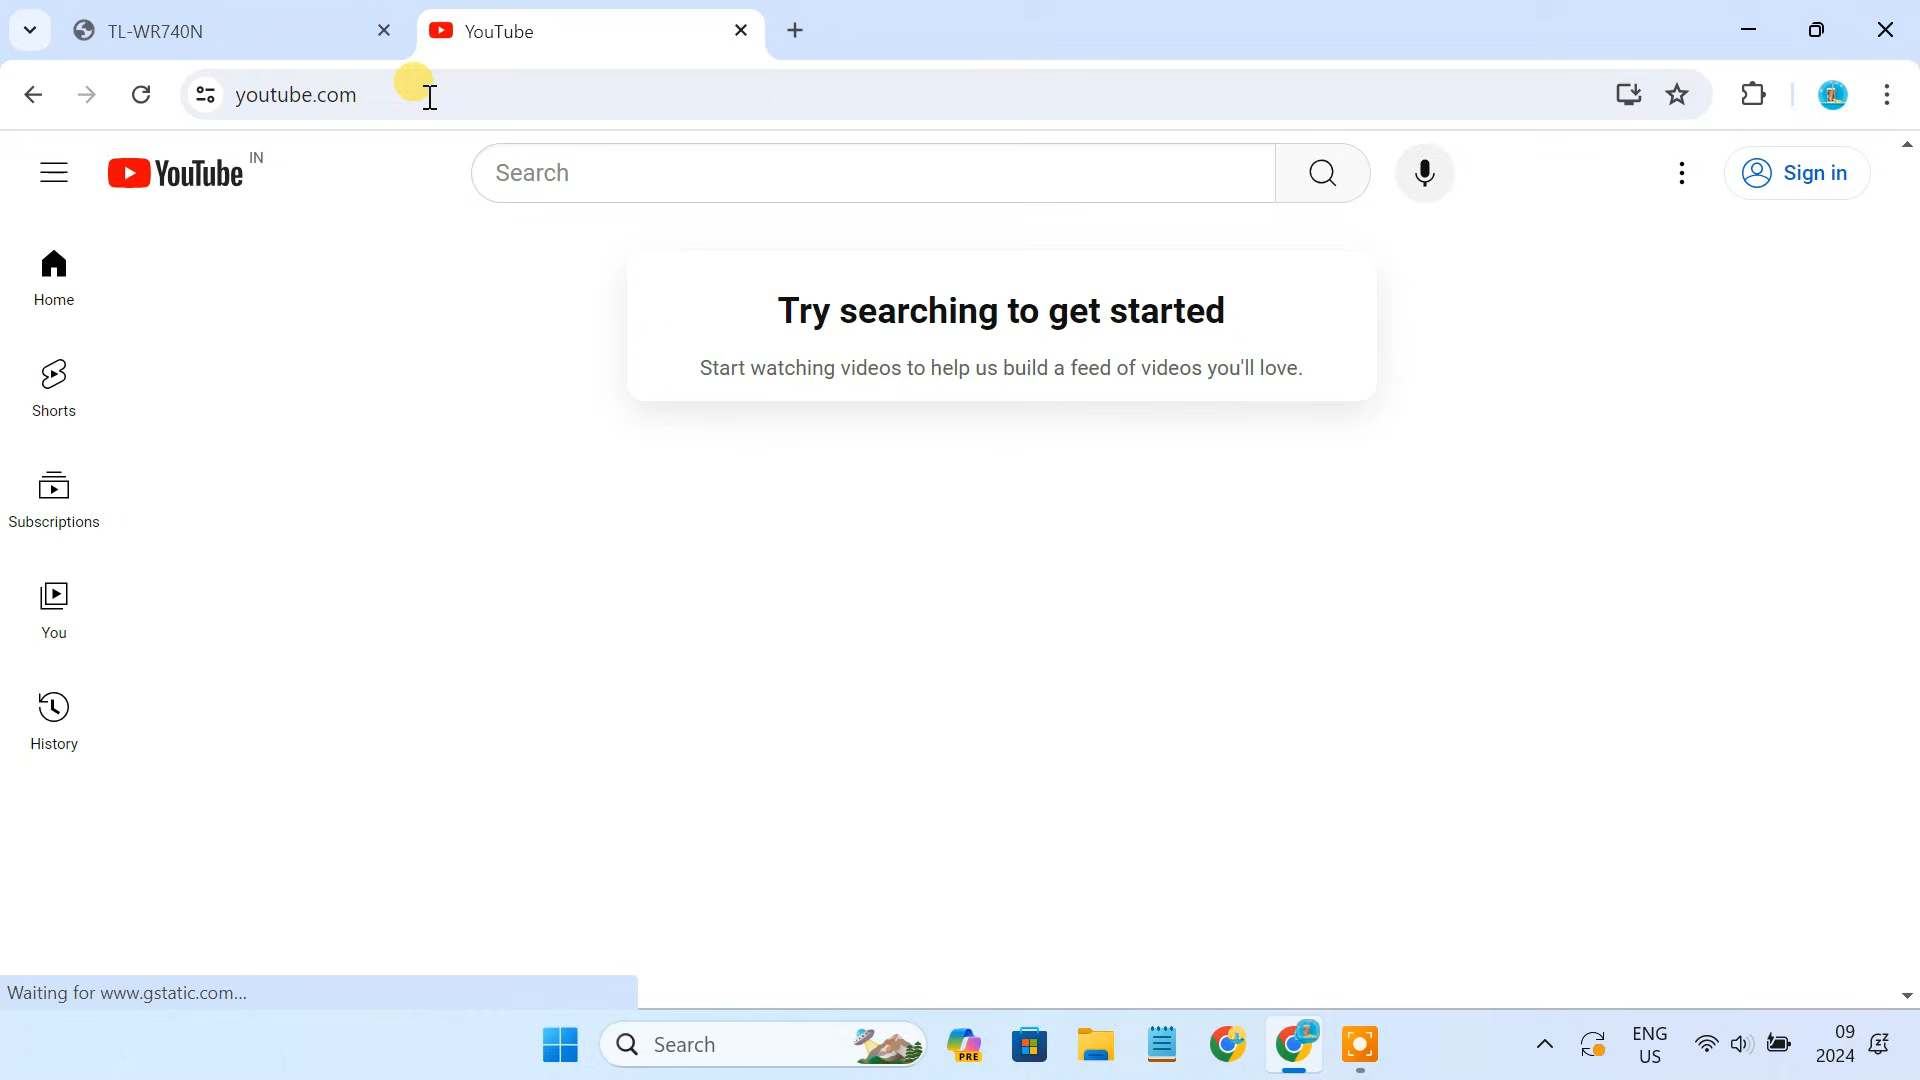 TL-WR740N
YouTube
youtube.com
YouTube IN
Search
Sign in
Home
Try searching to get started
Start watching videos to help us build a feed of videos you'll love.
Shorts
Subscriptions
You
History
Waiting for www.gstatic.com...
Search
PRE
ENG
US
09
2024